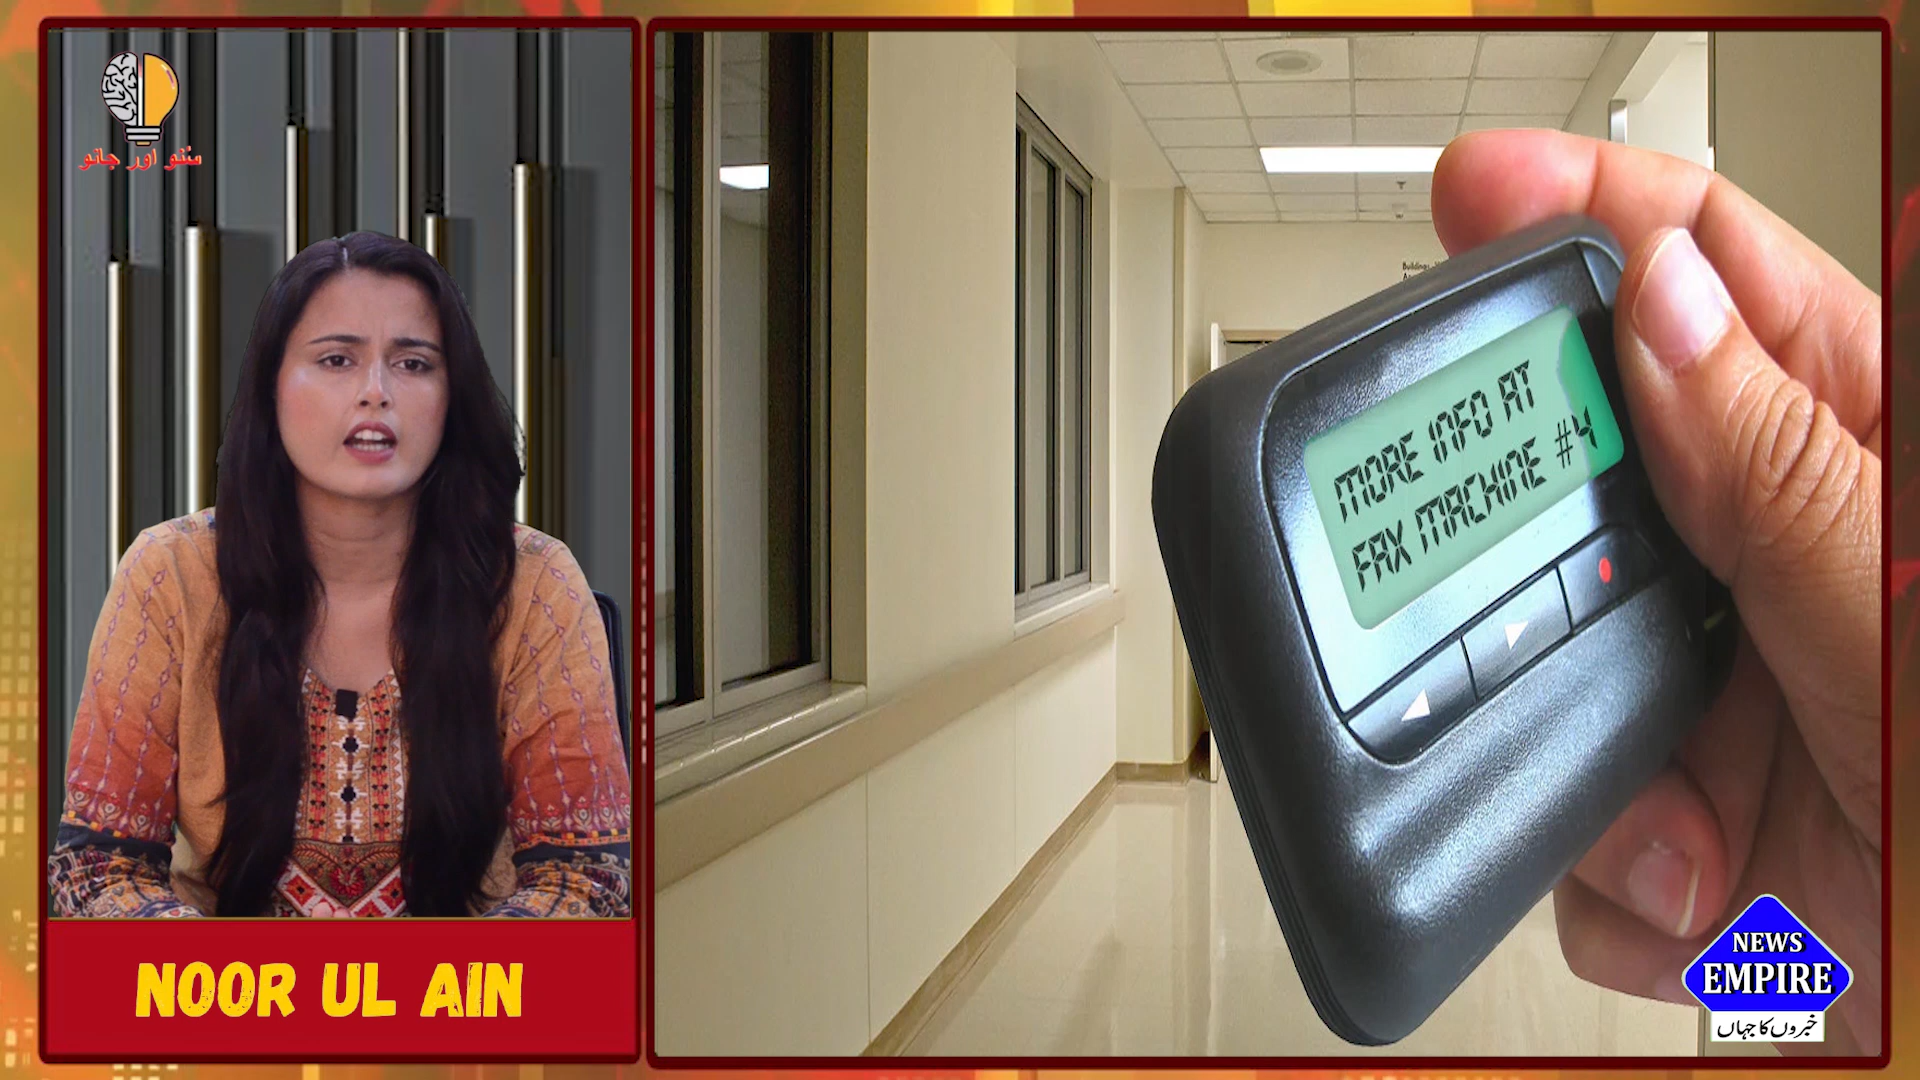 سنو اور جانو
NOOR UL AIN
MORE INFO AT
FAX MACHINE #4
NEWS
EMPIRE
خبروں کا جہاں